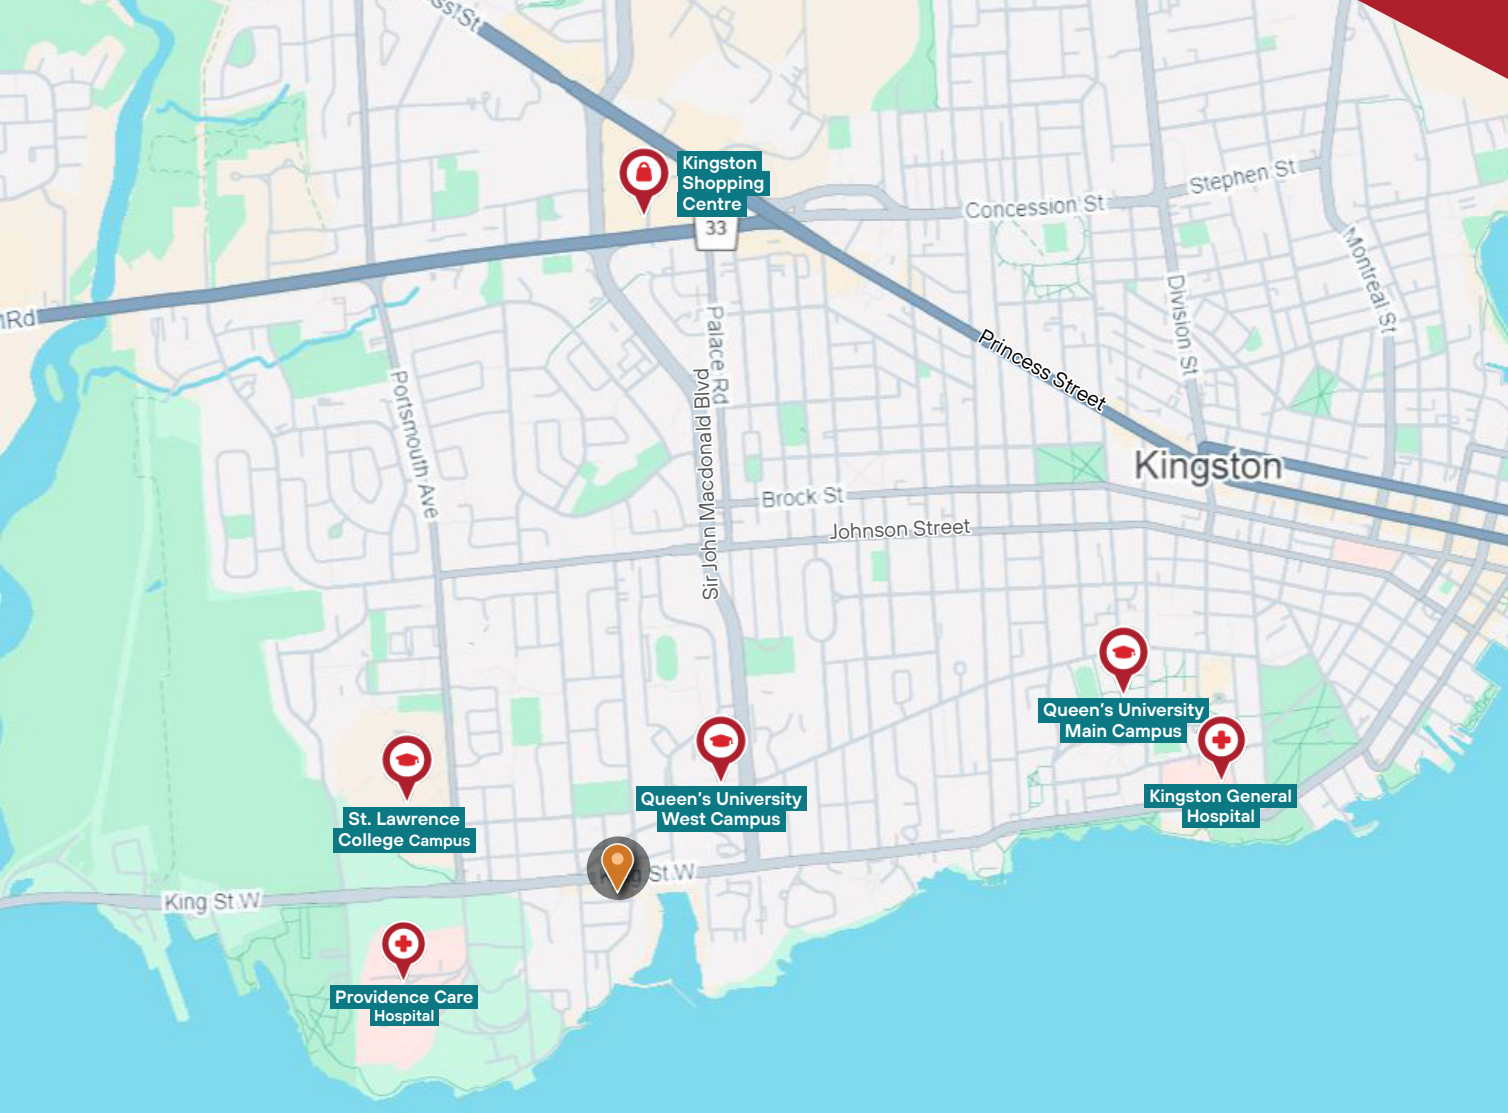 Kingston
Shopping
Centre
33
Stephen St
Concession St
Montreal St
Division St
Palace Rd
Princess Street
Portsmouth Ave
Sir John Macdonald Blvd
Kingston
Brock St
Johnson Street
Queen's University
Main Campus
Queen's University
West Campus
Kingston General
Hospital
St. Lawrence
College Campus
St W
King St W
Providence Care
Hospital